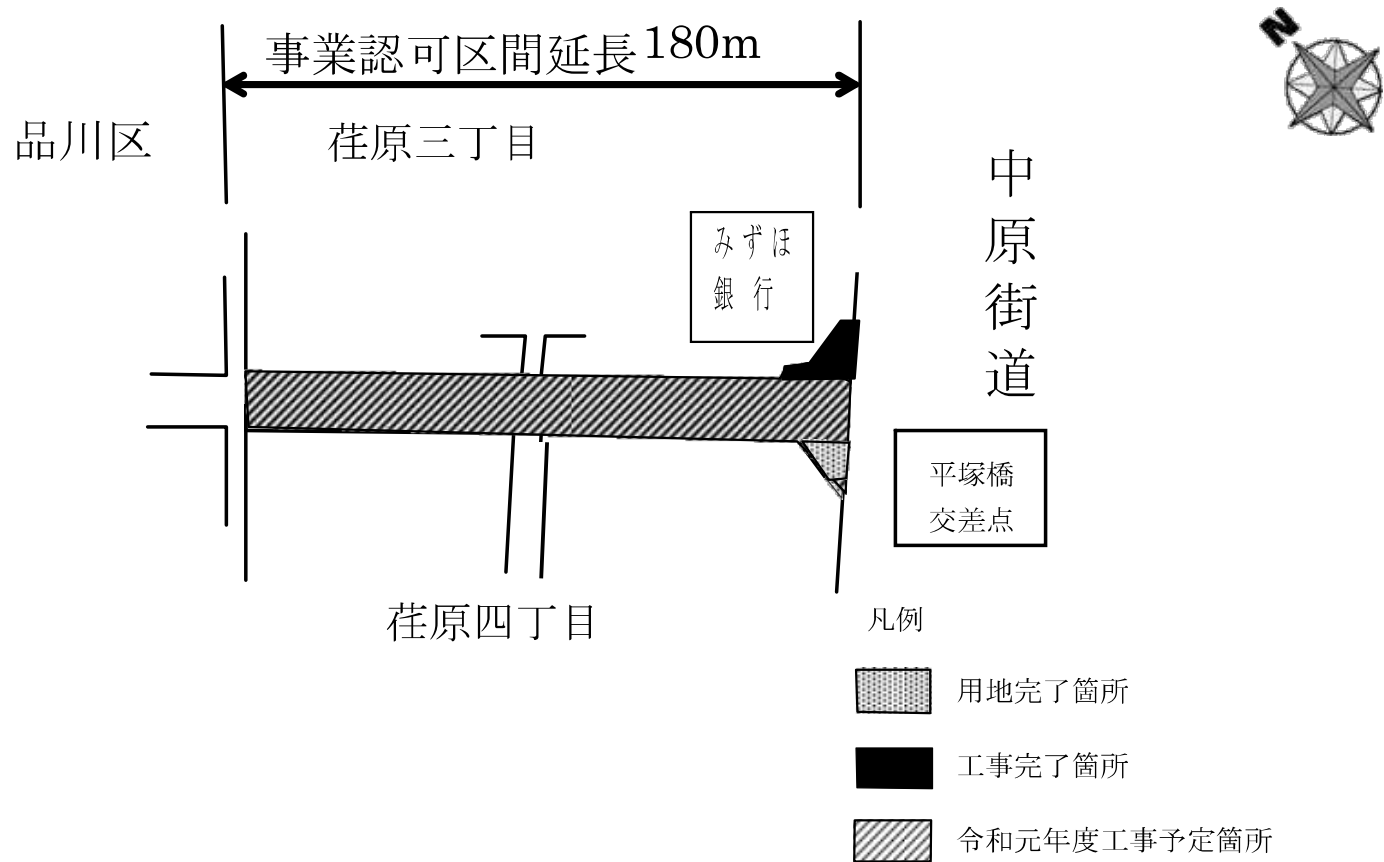 事業認可区間延長180m
N
品川区
荏原三丁目
中原街道
みずほ
銀行
平塚橋
交差点
荏原四丁目
凡例
用地完了箇所
工事完了箇所
令和元年度工事予定箇所